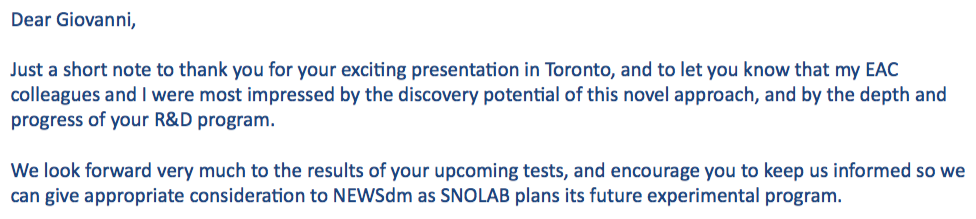 Dear Giovanni,
Just a short note to thank you for your exciting presentation in Toronto, and to let you know that my EAC
colleagues and I were most impressed by the discovery potential of this novel approach, and by the depth and
progress of your R&D program.
We look forward very much to the results of your upcoming tests, and encourage you to keep us informed so we
can give appropriate consideration to NEWSdm as SNOLAB plans its future experimental program.